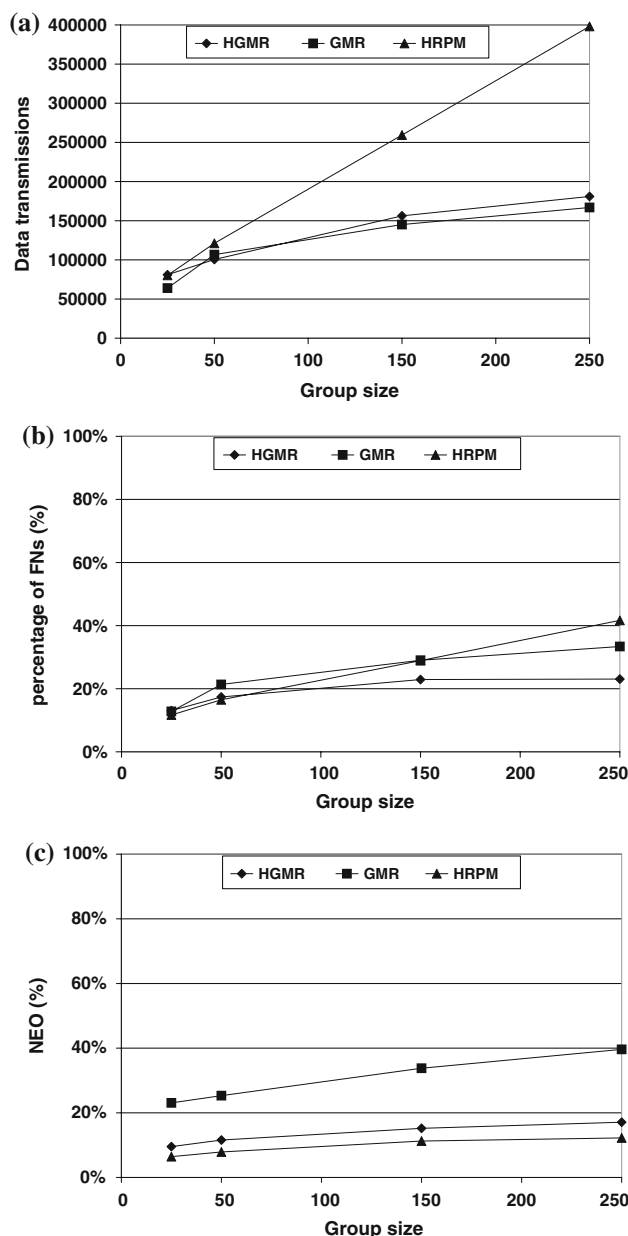 (a)
400000
350000
300000
250000
200000
150000
100000
50000
0
Data transmissions
HGMR GMR HRPM
0 50 100 150 200 250
Group size
(b)
100%
80%
60%
40%
20%
0%
percentage of FNs (%)
HGMR GMR HRPM
0 50 100 150 200 250
Group size
(c)
100%
80%
60%
40%
20%
0%
NEO (%)
HGMR GMR HRPM
0 50 100 150 200 250
Group size